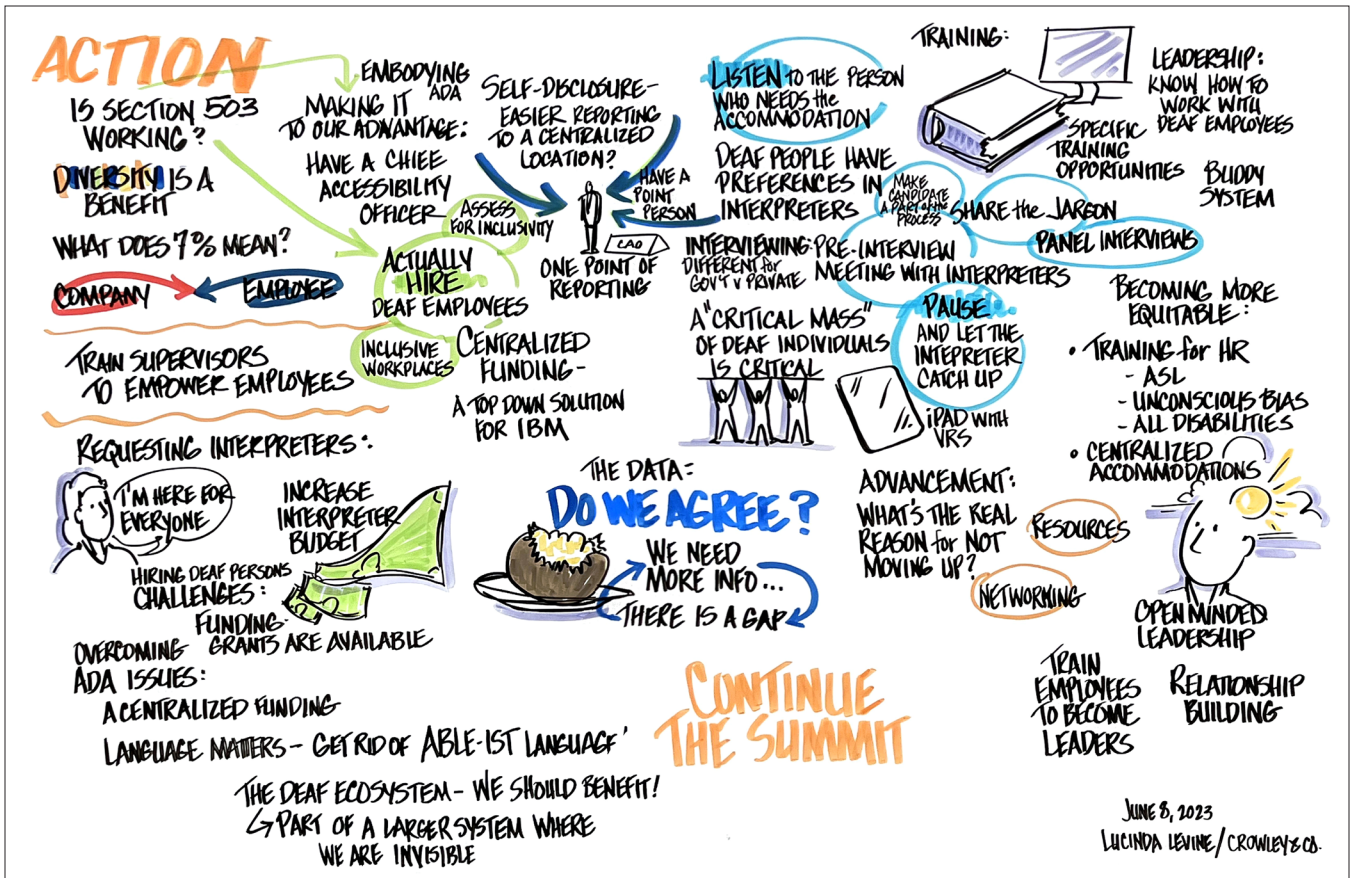 ACTION
IS SECTION 503
WORKING?
DIVERSITY IS A
BENEFIT
WHAT DOES 7% MEAN?
COMPANY
EMPLOYEE
TRAIN SUPERVISORS
TO EMPOWER EMPLOYEES
EMBODYING
ADA
MAKING IT
TO OUR ADVANTAGE:
HAVE A CHIEF
ACCESSIBILITY
OFFICER
ASSESS
FOR INCLUSIVITY
ACTUALLY
HIRE
DEAF EMPLOYEES
INCLUSIVE
WORKPLACES
SELF-DISCLOSURE-
EASIER REPORTING
TO A CENTRALIZED
LOCATION?
HAVE A
POINT
PERSON
CAO
ONE POINT OF
REPORTING
CENTRALIZED
FUNDING-
A TOP DOWN SOLUTION
FOR IBM
LISTEN TO THE PERSON
WHO NEEDS the
ACCOMMODATION
DEAF PEOPLE HAVE
PREFERENCES IN
INTERPRETERS
MAKE
CANDIDATE
A PART of the
PROCESS
SHARE the JARGON
PANEL INTERVIEWS
INTERVIEWING:
DIFFERENT for
GOV'T v PRIVATE
PRE-INTERVIEW
MEETING WITH INTERPRETERS
A "CRITICAL MASS"
OF DEAF INDIVIDUALS
IS CRITICAL
PAUSE
AND LET THE
INTEPRETER
CATCH UP
iPAD WITH
VRS
TRAINING:
SPECIFIC
TRAINING
OPPORTUNITIES
LEADERSHIP:
KNOW HOW TO
WORK WITH
DEAF EMPLOYEES
BUDDY
SYSTEM
BECOMING MORE
EQUITABLE:
• TRAINING for HR
- ASL
- UNCONSCIOUS BIAS
- ALL DISABILITIES
• CENTRALIZED
ACCOMMODATIONS
REQUESTING INTERPRETERS:
I'M HERE FOR
EVERYONE
INCREASE
INTERPRETER
BUDGET
HIRING DEAF PERSONS
CHALLENGES:
FUNDING-
GRANTS ARE AVAILABLE
OVERCOMING
ADA ISSUES:
A CENTRALIZED FUNDING
LANGUAGE MATTERS - GET RID OF ABLE-IST LANGUAGE'
THE DEAF ECOSYSTEM - WE SHOULD BENEFIT!
↳ PART OF A LARGER SYSTEM WHERE
WE ARE INVISIBLE
THE DATA:
DO WE AGREE?
WE NEED
MORE INFO...
THERE IS A GAP
ADVANCEMENT:
WHAT'S THE REAL
REASON for NOT
MOVING UP?
RESOURCES
NETWORKING
OPEN MINDED
LEADERSHIP
TRAIN
EMPLOYEES
TO BECOME
LEADERS
RELATIONSHIP
BUILDING
CONTINUE
THE SUMMIT
JUNE 8, 2023
LUCINDA LEVINE/CROWLEY & CO.